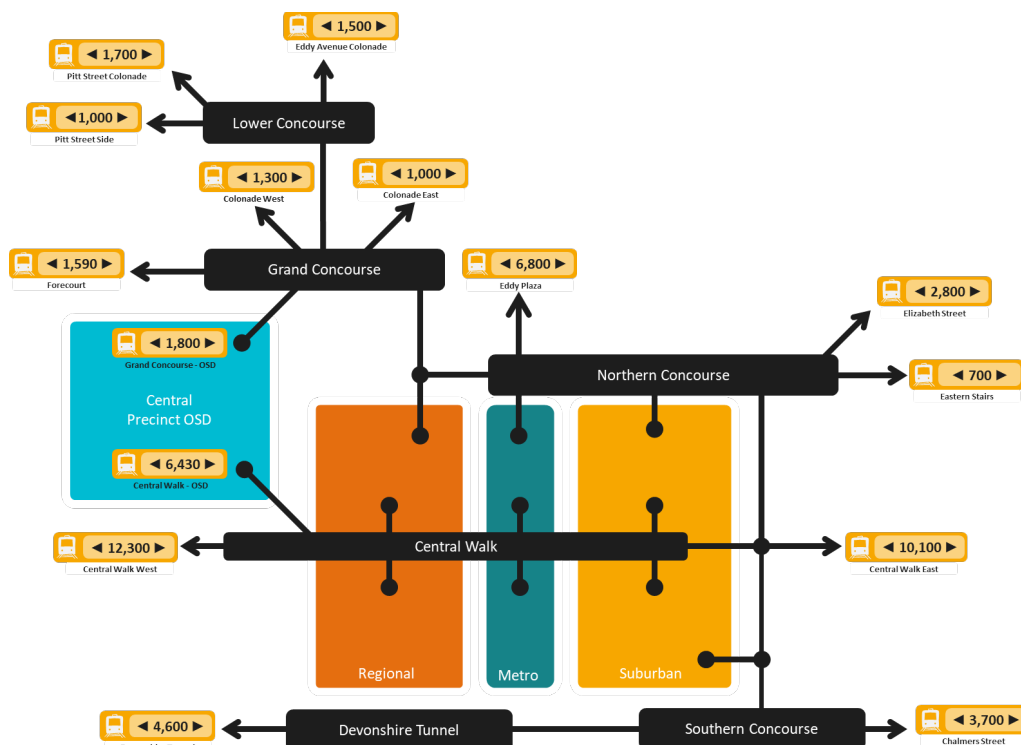 ◄ 1,500 ►
Eddy Avenue Colonade
◄ 1,700 ►
Pitt Street Colonade
◄1,000 ►
Pitt Street Side
Lower Concourse
◄ 1,300 ►
Colonade West
◄ 1,000 ►
Colonade East
Grand Concourse
◄ 1,590 ►
Forecourt
◄ 6,800 ►
Eddy Plaza
◄ 2,800 ►
Elizabeth Street
◄ 1,800 ►
Grand Concourse - OSD
Northern Concourse
◄ 700 ►
Eastern Stairs
Central
Precinct OSD
◄ 6,430 ►
Central Walk - OSD
◄ 12,300 ►
Central Walk West
Central Walk
◄ 10,100 ►
Central Walk East
Regional
Metro
Suburban
◄ 4,600 ►
Devonshire Tunnel
Southern Concourse
◄ 3,700 ►
Chalmers Street